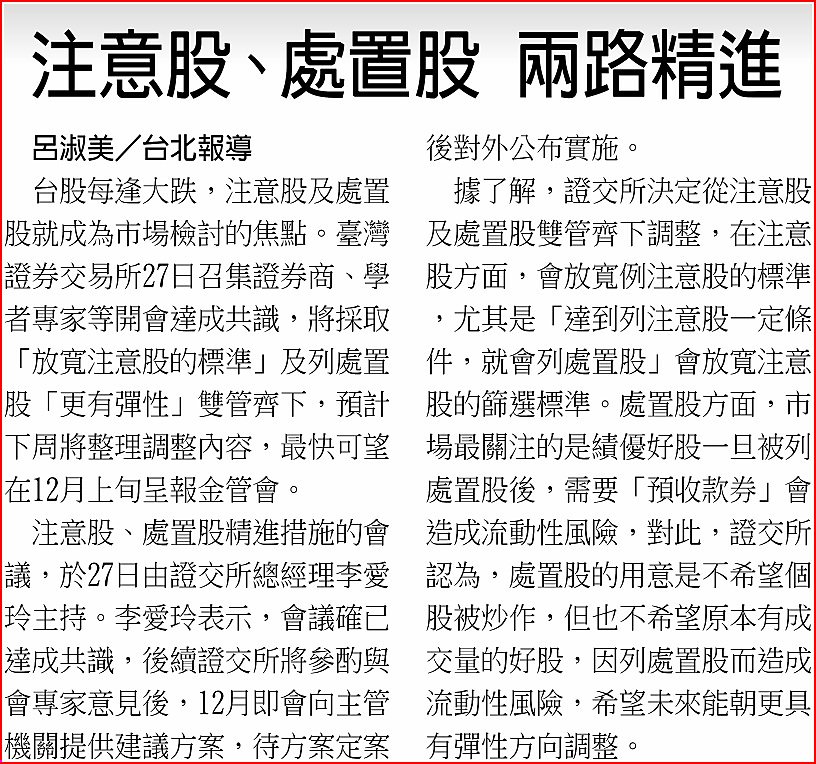 注意股、處置股 兩路精進
呂淑美／台北報導
台股每逢大跌，注意股及處置
股就成為市場檢討的焦點。臺灣
證券交易所27日召集證券商、學
者專家等開會達成共識，將採取
「放寬注意股的標準」及列處置
股「更有彈性」雙管齊下，預計
下周將整理調整內容，最快可望
在12月上旬呈報金管會。
注意股、處置股精進措施的會
議，於27日由證交所總經理李愛
玲主持。李愛玲表示，會議確已
達成共識，後續證交所將參酌與
會專家意見後，12月即會向主管
機關提供建議方案，待方案定案
後對外公布實施。
據了解，證交所決定從注意股
及處置股雙管齊下調整，在注意
股方面，會放寬例注意股的標準
，尤其是「達到列注意股一定條
件，就會列處置股」會放寬注意
股的篩選標準。處置股方面，市
場最關注的是績優好股一旦被列
處置股後，需要「預收款券」會
造成流動性風險，對此，證交所
認為，處置股的用意是不希望個
股被炒作，但也不希望原本有成
交量的好股，因列處置股而造成
流動性風險，希望未來能朝更具
有彈性方向調整。